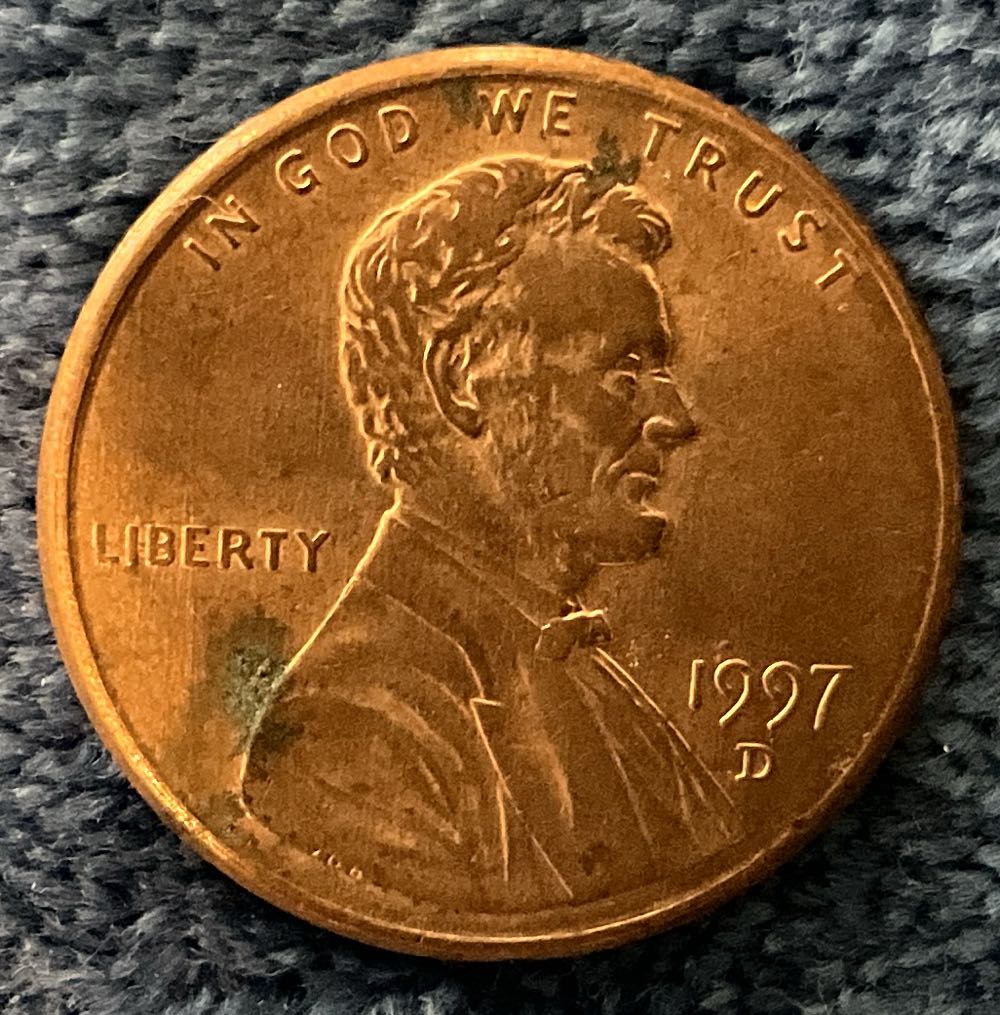 IN GOD WE TRUST
LIBERTY
1997
D